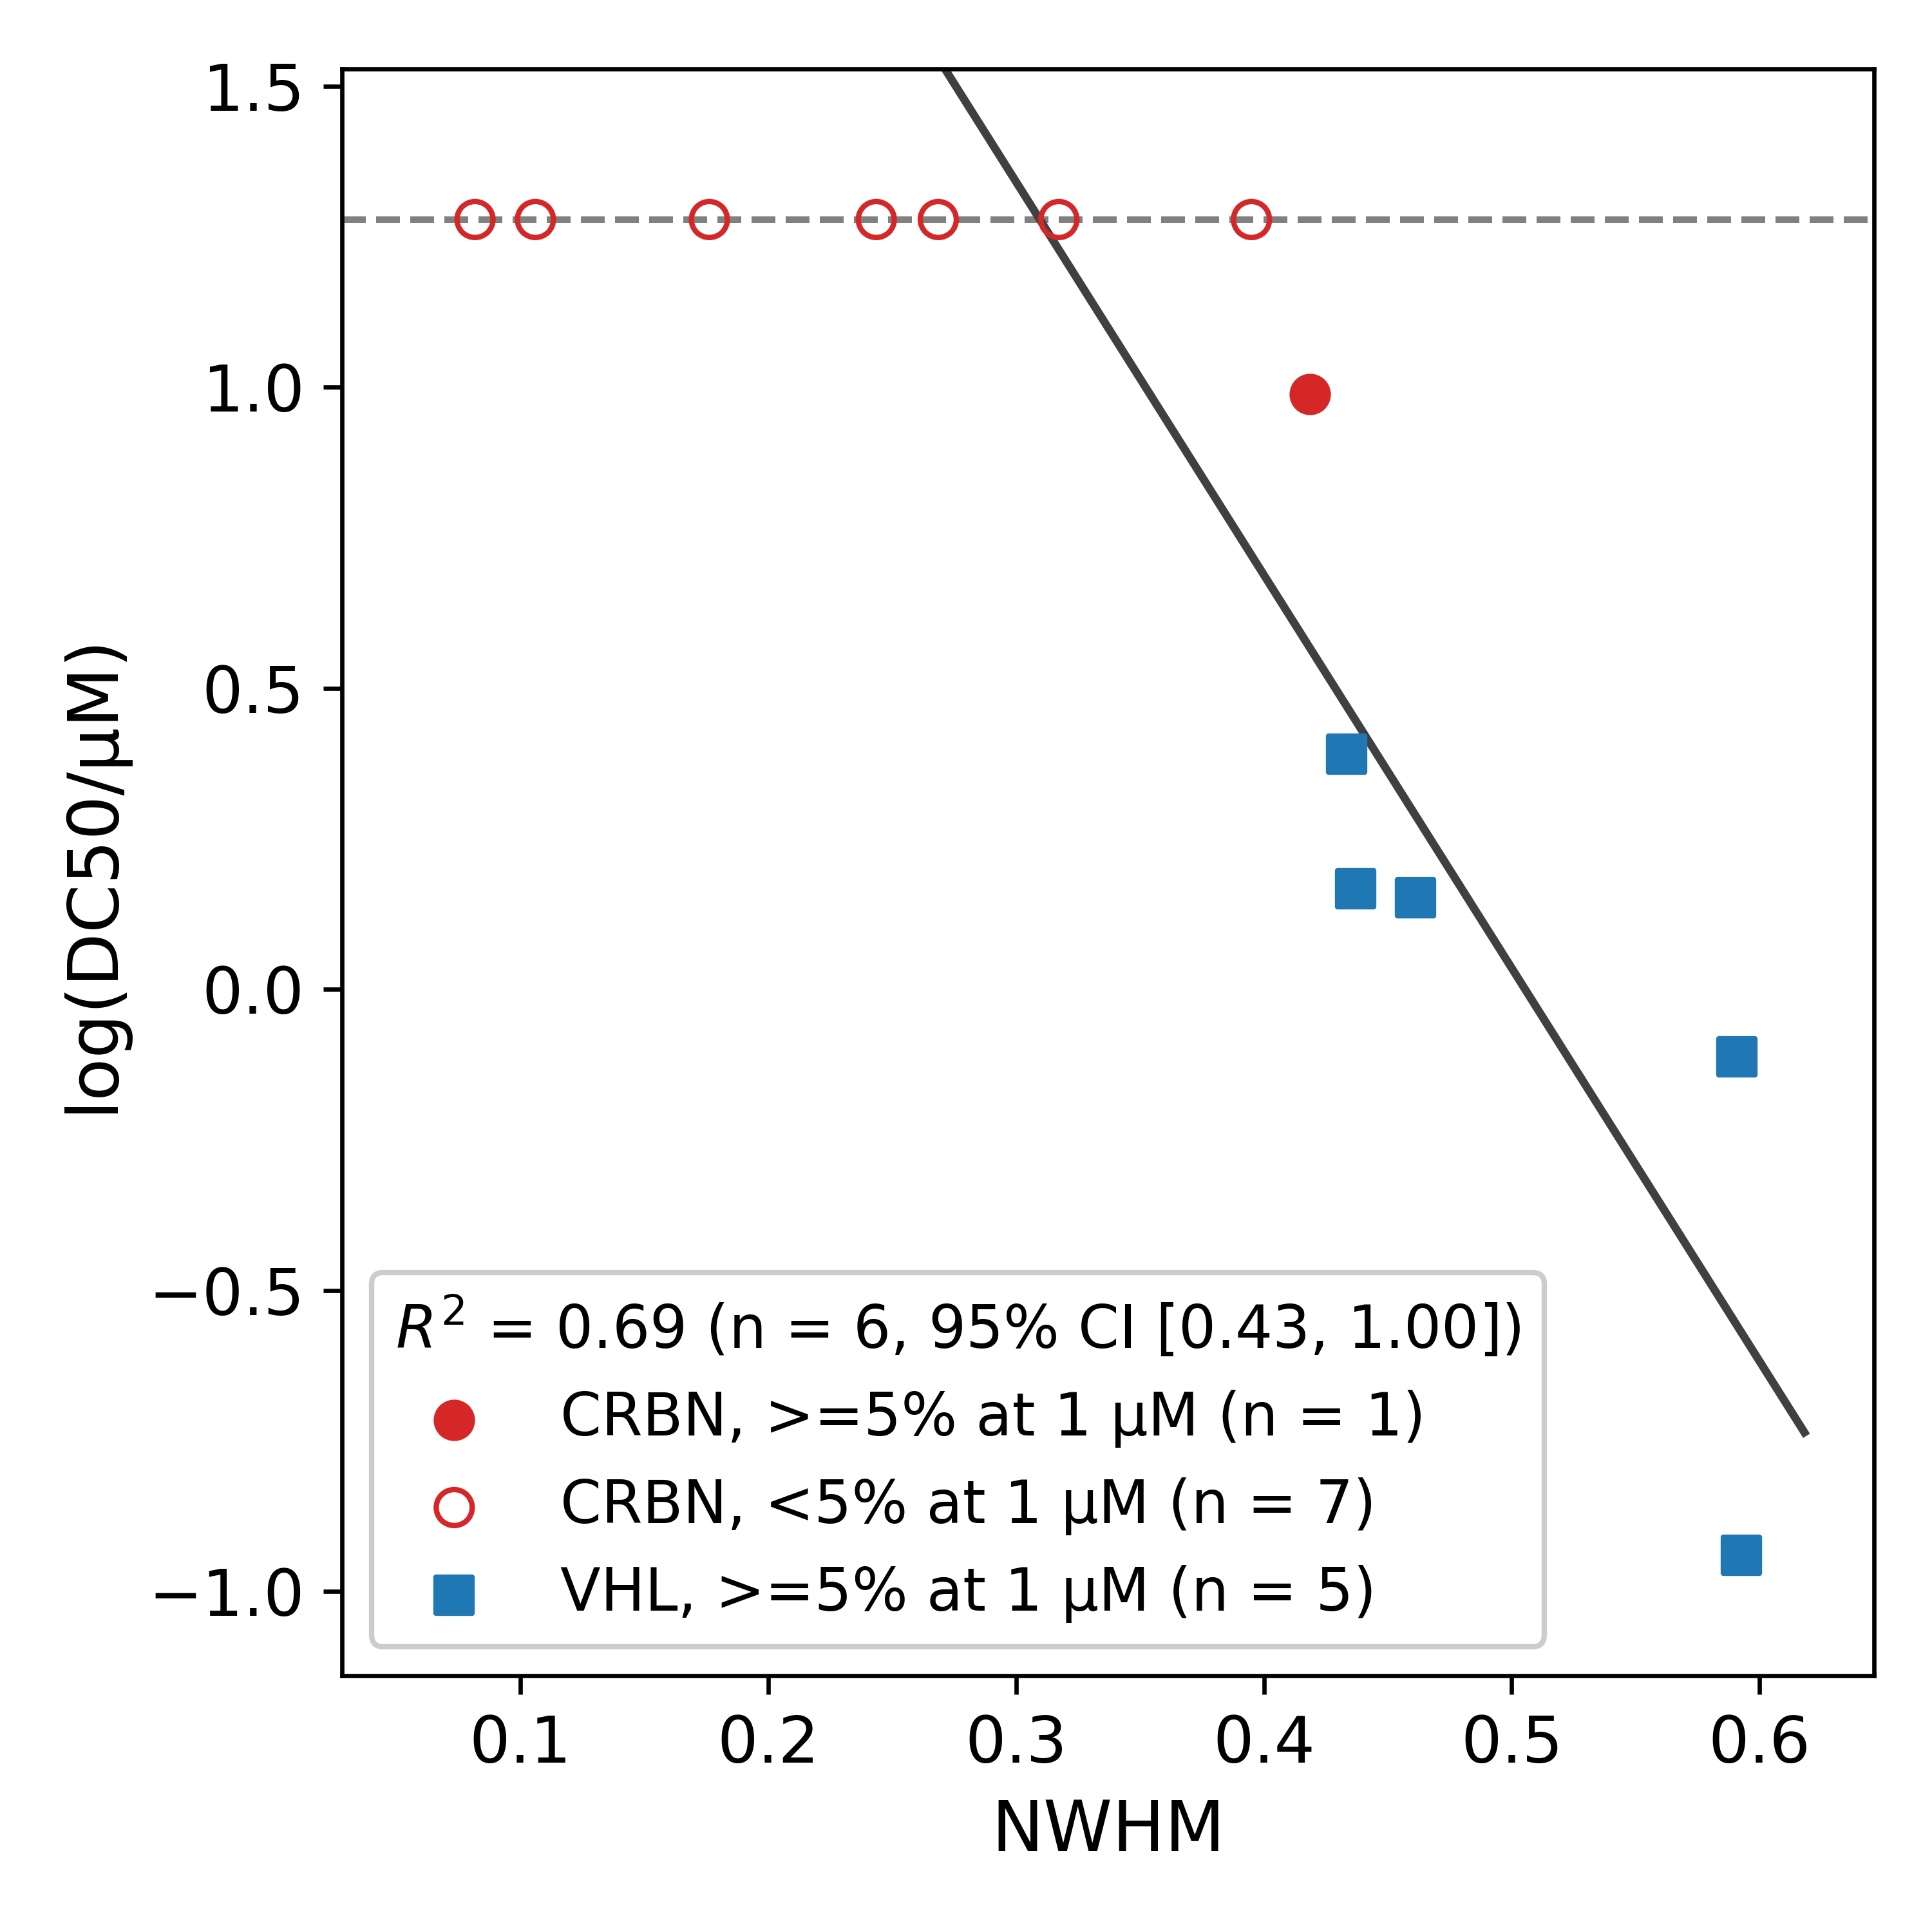 1.5
1.0
0.5
0.0
−0.5
−1.0
log(DC50/µM)
R² = 0.69 (n = 6, 95% CI [0.43, 1.00])
CRBN, >=5% at 1 µM (n = 1)
CRBN, <5% at 1 µM (n = 7)
VHL, >=5% at 1 µM (n = 5)
0.1 0.2 0.3 0.4 0.5 0.6
NWHM